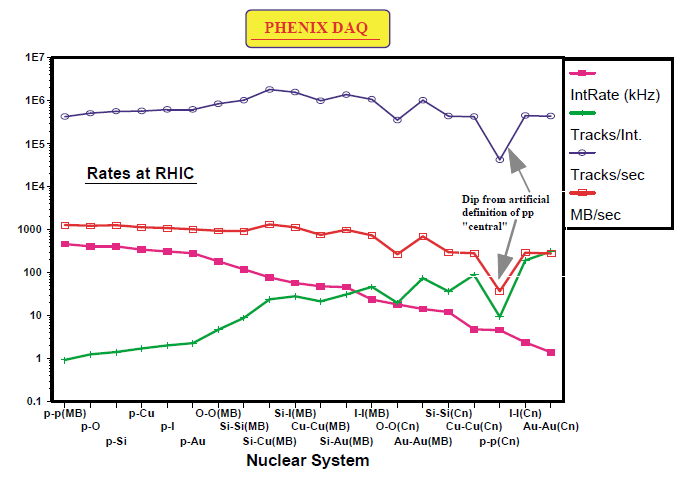 PHENIX DAQ
1E7
1E6
1E5
1E4
1000
100
10
1
0.1
Rates at RHIC
Dip from artificial
definition of pp
"central"
IntRate (kHz)
Tracks/Int.
Tracks/sec
MB/sec
p-p(MB) p-Cu O-O(MB) Si-I(MB) I-I(MB) Si-Si(Cn) I-I(Cn)
p-O p-I Si-Si(MB) Cu-Cu(MB) O-O(Cn) Cu-Cu(Cn) Au-Au(Cn)
p-Si p-Au Si-Cu(MB) Si-Au(MB) Au-Au(MB) p-p(Cn)
Nuclear System